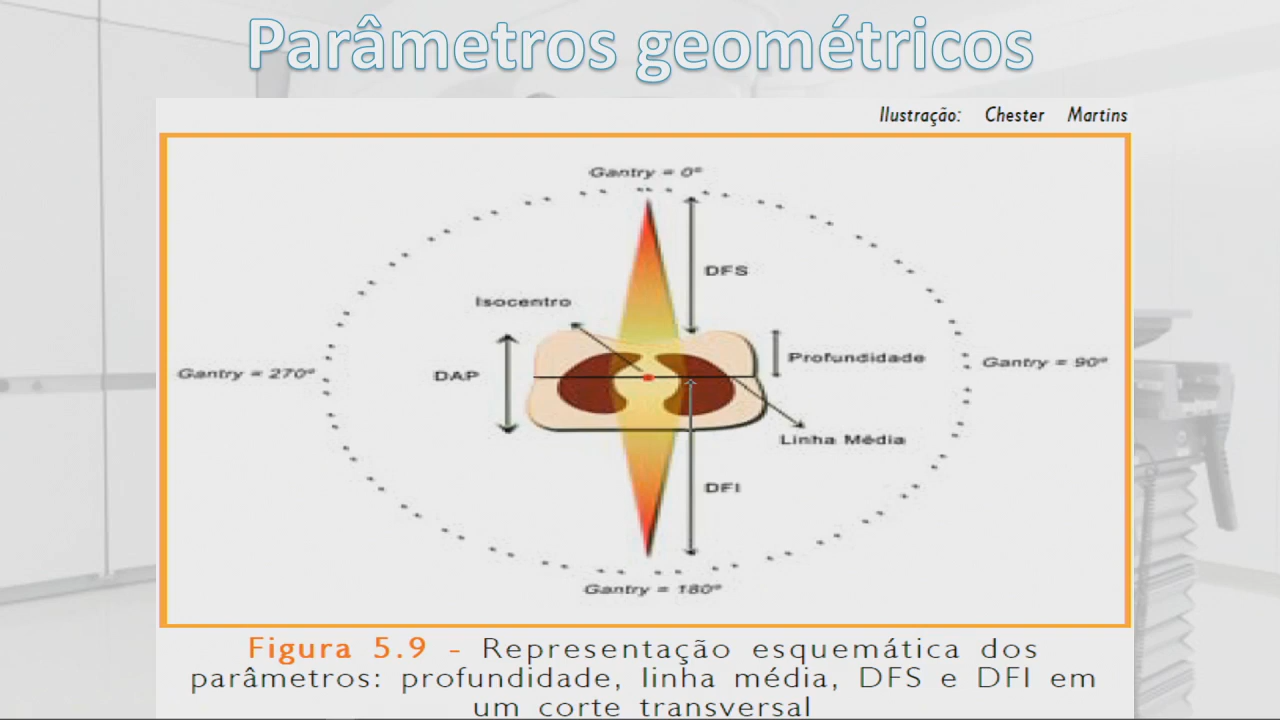 Parâmetros geométricos
Ilustração: Chester Martins
Gantry = 0º
DFS
Isocentro
Profundidade
Gantry = 90º
Gantry = 270º
DAP
Linha Média
DFI
Gantry = 180º
Figura 5.9 - Representação esquemática dos
parâmetros: profundidade, linha média, DFS e DFI em
um corte transversal